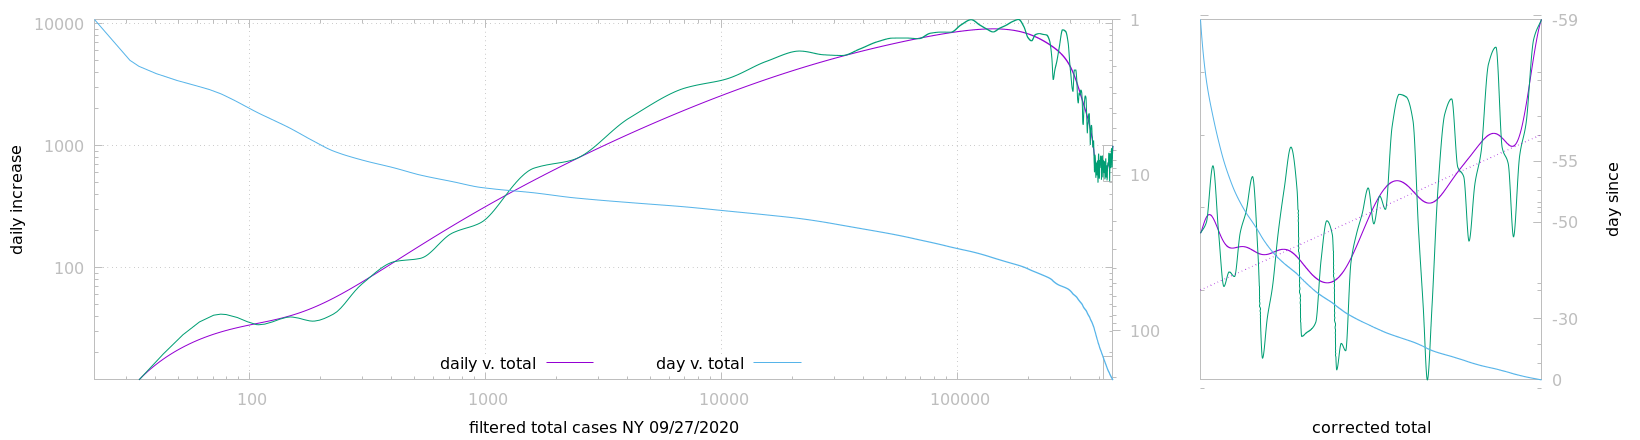 10000
1000
100
daily increase
1
10
100
daily v. total
day v. total
100
1000
10000
100000
filtered total cases NY 09/27/2020
-59
-55
-50
-30
0
day since
corrected total